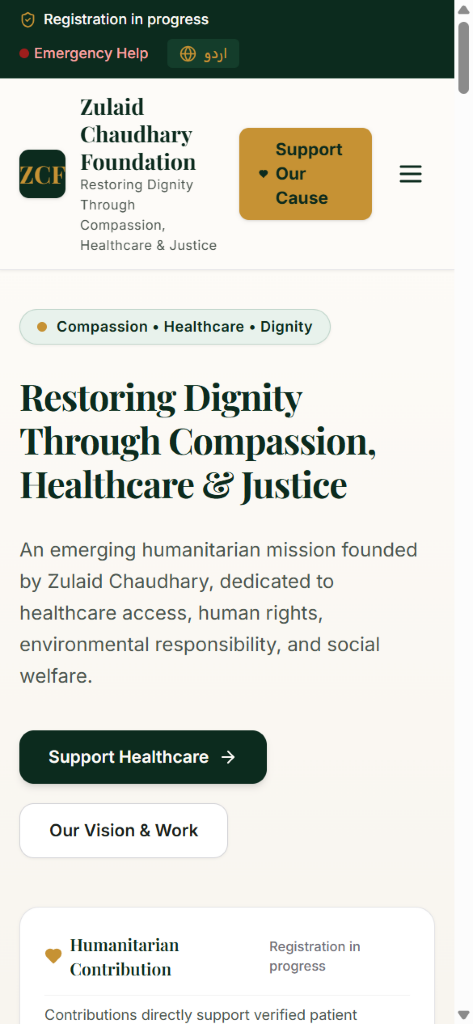 Registration in progress
Emergency Help
اردو
ZCF
Zulaid
Chaudhary
Foundation
Restoring Dignity
Through
Compassion,
Healthcare & Justice
Support
Our
Cause
Compassion • Healthcare • Dignity
Restoring Dignity
Through Compassion,
Healthcare & Justice
An emerging humanitarian mission founded
by Zulaid Chaudhary, dedicated to
healthcare access, human rights,
environmental responsibility, and social
welfare.
Support Healthcare →
Our Vision & Work
Humanitarian
Contribution
Registration in
progress
Contributions directly support verified patient